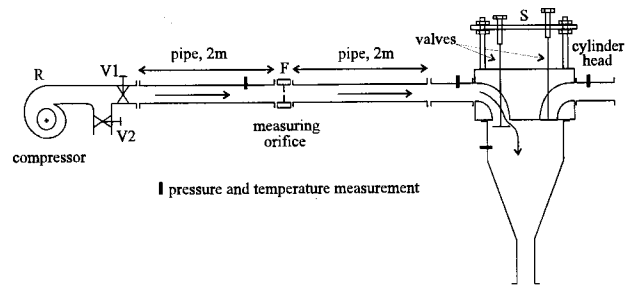 S
pipe, 2m
pipe, 2m
valves
cylinder
head
R
V1
F
V2
measuring
orifice
compressor
pressure and temperature measurement